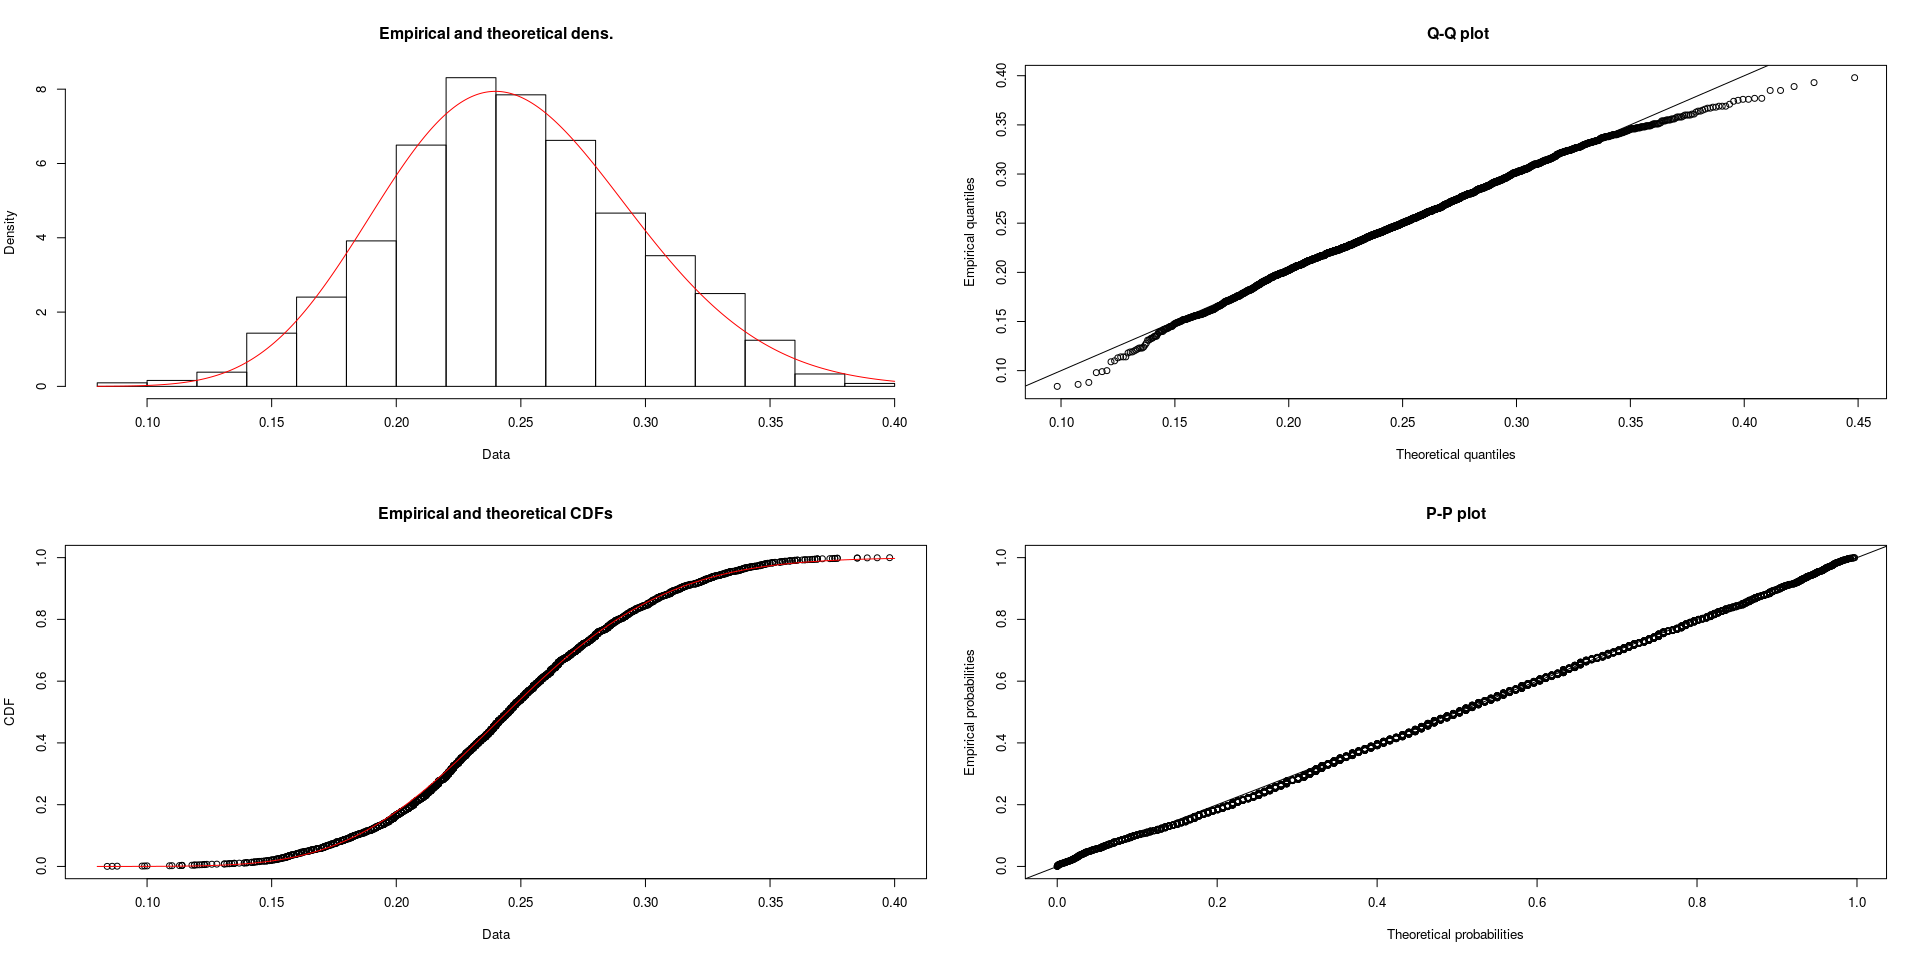 Empirical and theoretical dens.
Density
0 2 4 6 8
0.10 0.15 0.20 0.25 0.30 0.35 0.40
Data
Q-Q plot
Empirical quantiles
0.10 0.15 0.20 0.25 0.30 0.35 0.40
0.10 0.15 0.20 0.25 0.30 0.35 0.40 0.45
Theoretical quantiles
Empirical and theoretical CDFs
CDF
0.0 0.2 0.4 0.6 0.8 1.0
0.10 0.15 0.20 0.25 0.30 0.35 0.40
Data
P-P plot
Empirical probabilities
0.0 0.2 0.4 0.6 0.8 1.0
0.0 0.2 0.4 0.6 0.8 1.0
Theoretical probabilities